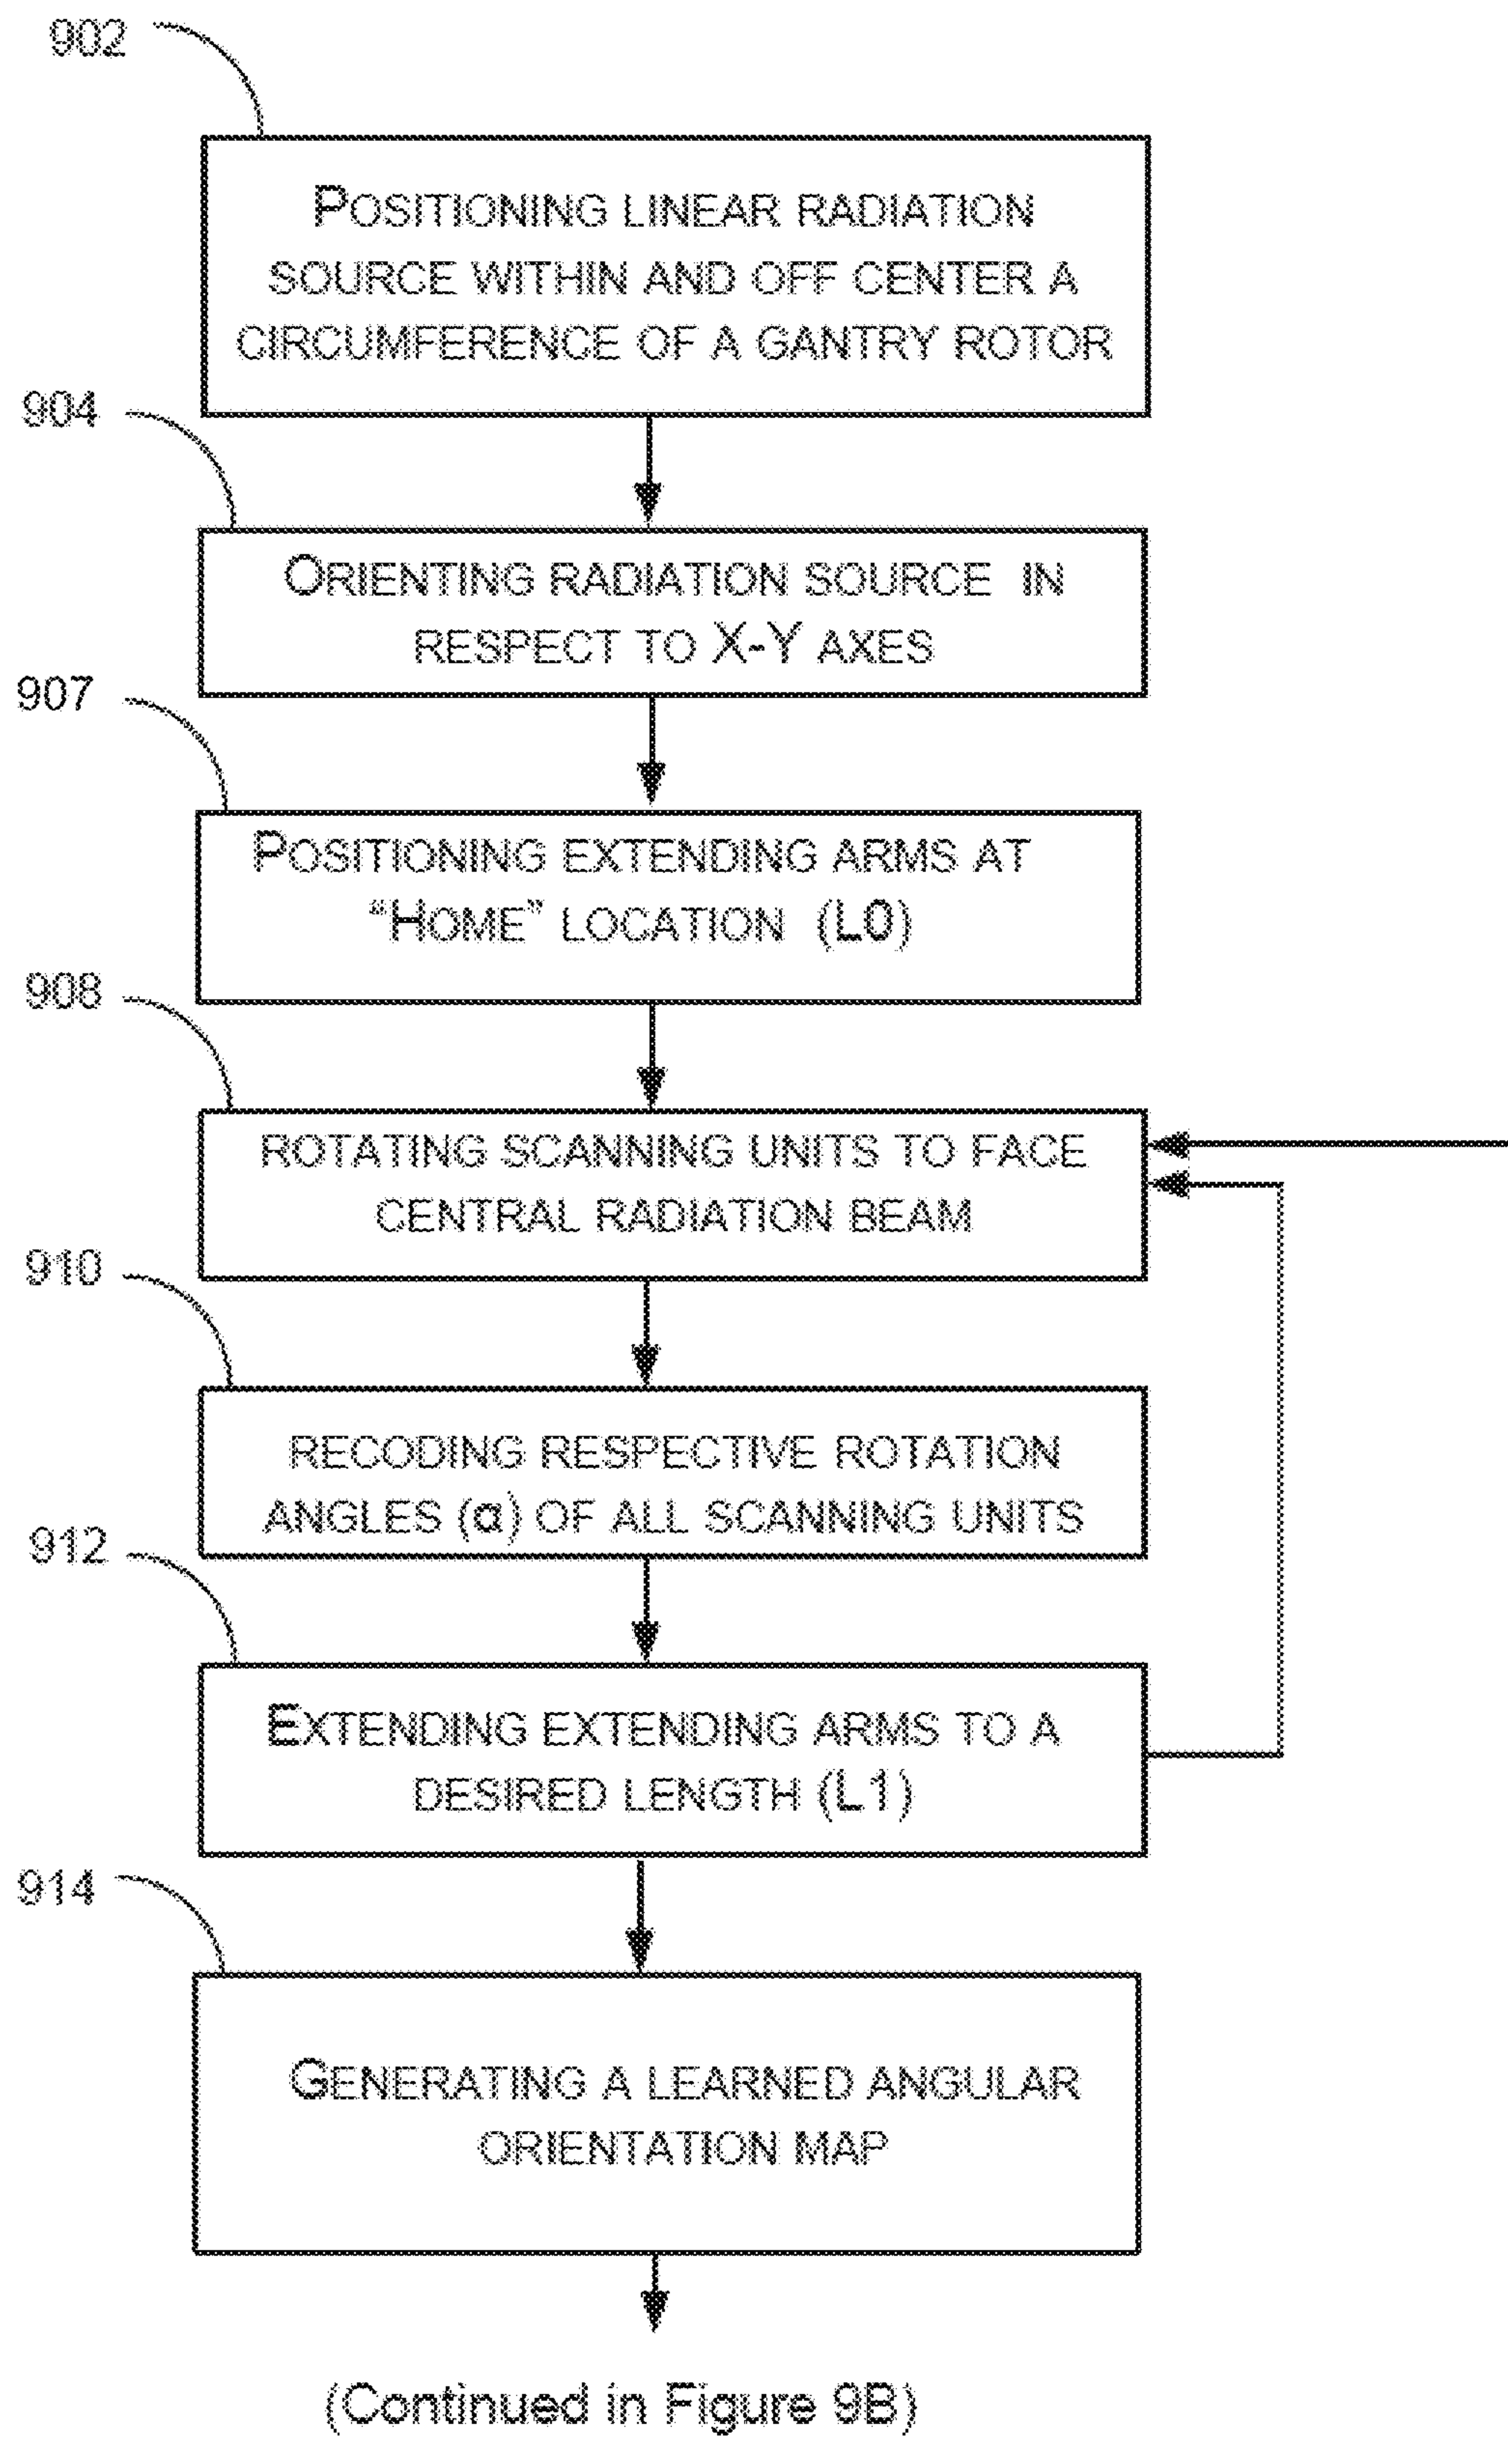 902
POSITIONING LINEAR RADIATION
SOURCE WITHIN AND OFF CENTER A
CIRCUMFERENCE OF A GANTRY ROTOR
904
ORIENTING RADIATION SOURCE IN
RESPECT TO X-Y AXES
907
POSITIONING EXTENDING ARMS AT
“HOME” LOCATION (L0)
908
ROTATING SCANNING UNITS TO FACE
CENTRAL RADIATION BEAM
910
RECODING RESPECTIVE ROTATION
ANGLES (α) OF ALL SCANNING UNITS
912
EXTENDING EXTENDING ARMS TO A
DESIRED LENGTH (L1)
914
GENERATING A LEARNED ANGULAR
ORIENTATION MAP
(Continued in Figure 9B)